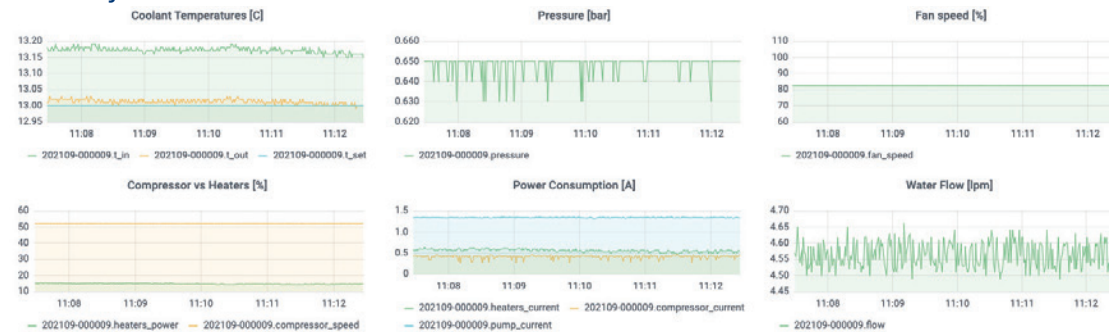 Coolant Temperatures [C]
13.20
13.15
13.10
13.05
13.00
12.95
11:08 11:09 11:10 11:11 11:12
202109-000009.t_in 202109-000009.t_out 202109-000009.t_set
Pressure [bar]
0.660
0.650
0.640
0.630
0.620
11:08 11:09 11:10 11:11 11:12
202109-000009.pressure
Fan speed [%]
110
100
90
80
70
60
11:08 11:09 11:10 11:11 11:12
202109-000009.fan_speed
Compressor vs Heaters [%]
60
50
40
30
20
10
11:08 11:09 11:10 11:11 11:12
202109-000009.heaters_power 202109-000009.compressor_speed
Power Consumption [A]
1.5
1.0
0.5
0
11:08 11:09 11:10 11:11 11:12
202109-000009.heaters_current 202109-000009.compressor_current
202109-000009.pump_current
Water Flow [lpm]
4.70
4.65
4.60
4.55
4.50
4.45
11:08 11:09 11:10 11:11 11:12
202109-000009.flow